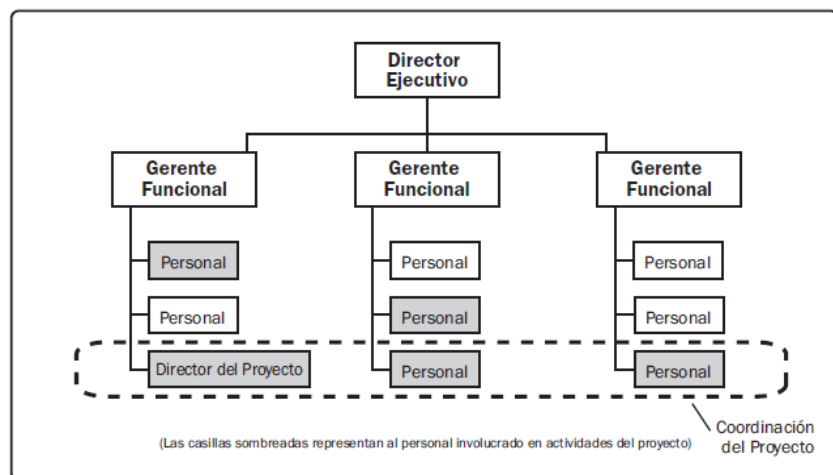 Director
Ejecutivo
Gerente
Funcional
Gerente
Funcional
Gerente
Funcional
Personal
Personal
Personal
Personal
Personal
Personal
Director del Proyecto
Personal
Personal
Coordinación
del Proyecto
(Las casillas sombreadas representan al personal involucrado en actividades del proyecto)